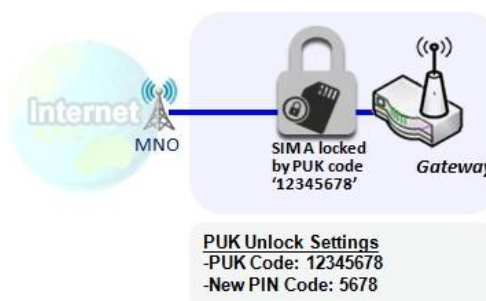 Internet
MNO
SIM A locked
by PUK code
‘12345678’
Gateway
PUK Unlock Settings
-PUK Code: 12345678
-New PIN Code: 5678